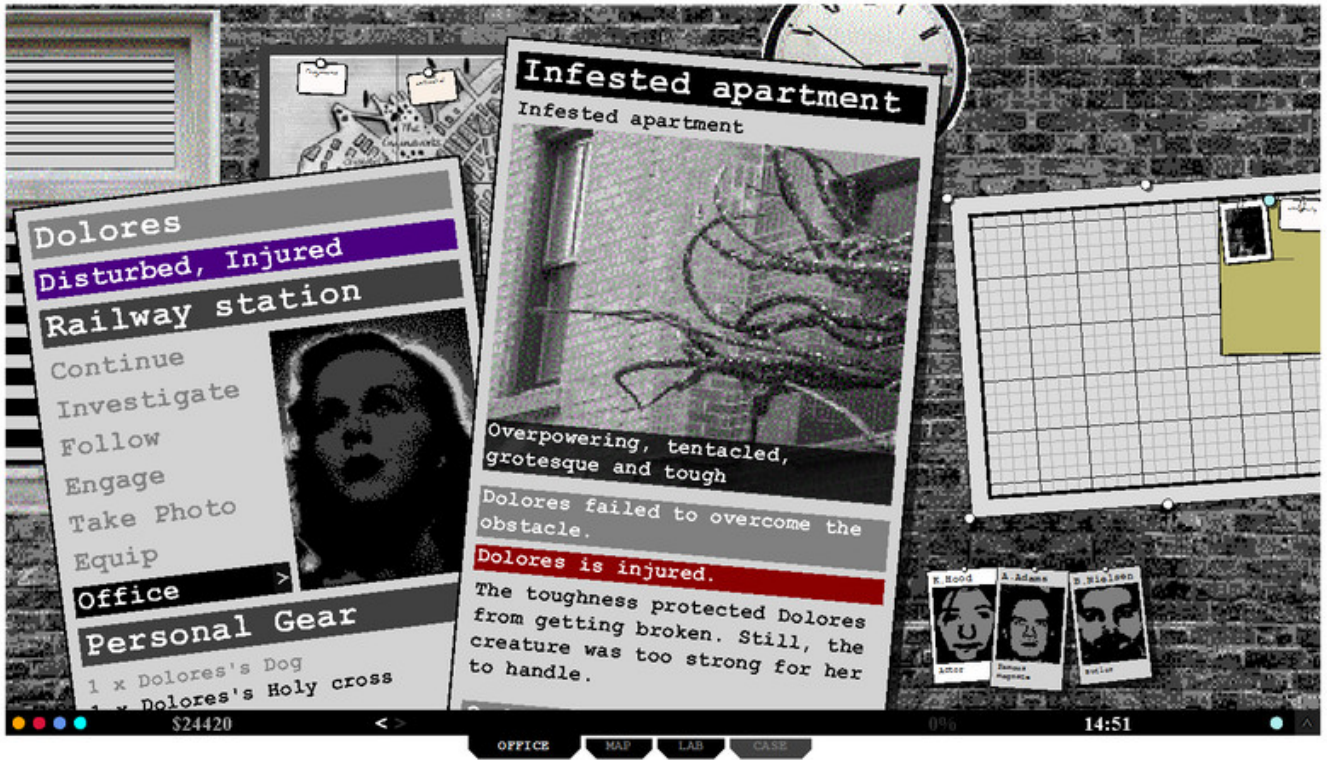 Dolores
Disturbed, Injured
Railway station
Continue
Investigate
Follow
Engage
Take Photo
Equip
Office >
Personal Gear
1 x Dolores's Dog
1 x Dolores's Holy cross
Infested apartment
Infested apartment
Overpowering, tentacled,
grotesque and tough
Dolores failed to overcome the
obstacle.
Dolores is injured.
The toughness protected Dolores
from getting broken. Still, the
creature was too strong for her
to handle.
K.Hood
Actor
A.Adams
Famous
Magnate
B.Nielsen
Butler
$24420
< >
0%
14:51
OFFICE
MAP
LAB
CASE